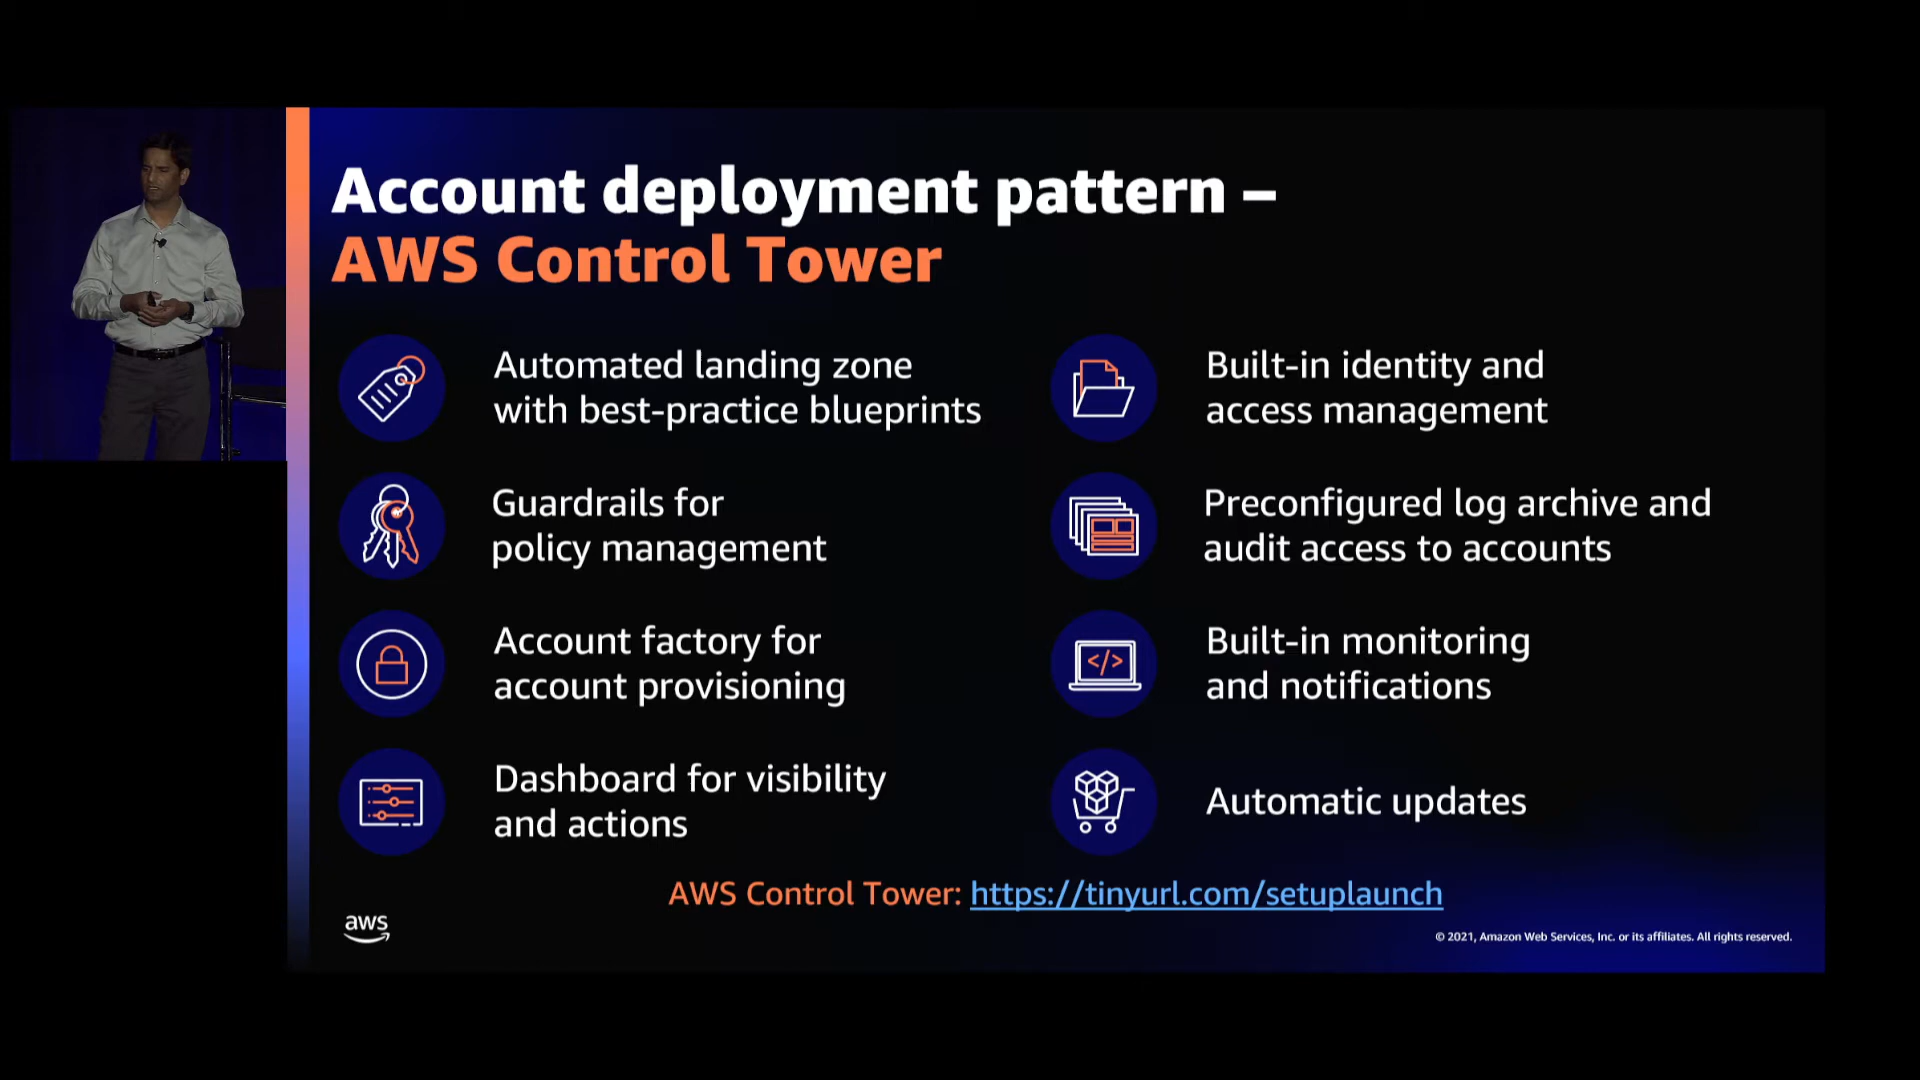 Account deployment pattern –
AWS Control Tower
Automated landing zone
with best-practice blueprints
Guardrails for
policy management
Account factory for
account provisioning
Dashboard for visibility
and actions
Built-in identity and
access management
Preconfigured log archive and
audit access to accounts
</>
Built-in monitoring
and notifications
Automatic updates
AWS Control Tower: https://tinyurl.com/setuplaunch
aws
© 2021, Amazon Web Services, Inc. or its affiliates. All rights reserved.